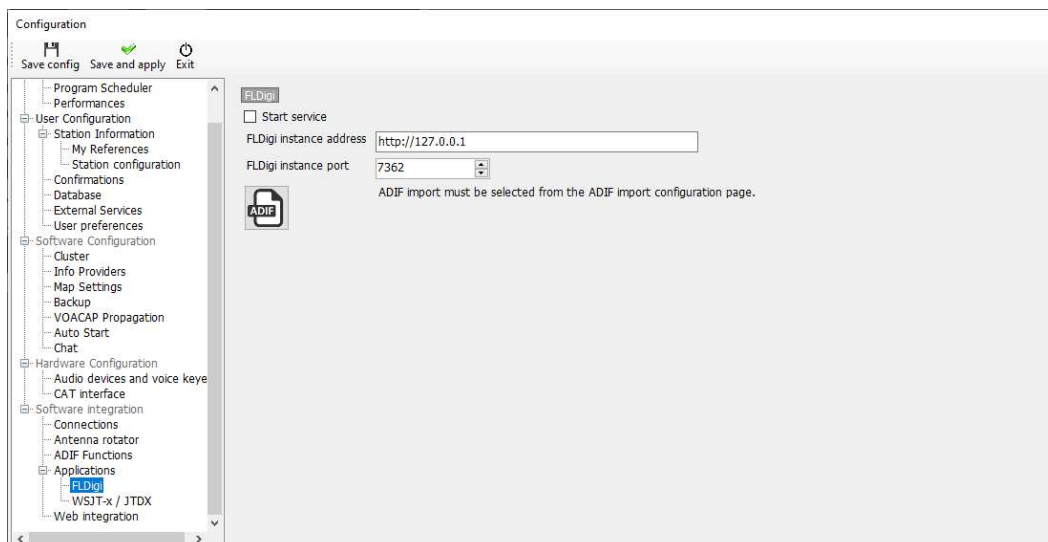 Configuration
Save config Save and apply Exit
Program Scheduler
Performances
User Configuration
Station Information
My References
Station configuration
Confirmations
Database
External Services
User preferences
Software Configuration
Cluster
Info Providers
Map Settings
Backup
VOACAP Propagation
Auto Start
Chat
Hardware Configuration
Audio devices and voice keye
CAT interface
Software integration
Connections
Antenna rotator
ADIF Functions
Applications
FLDigi
WSJT-x / JTDX
Web integration
FLDigi
Start service
FLDigi instance address http://127.0.0.1
FLDigi instance port 7362
ADIF import must be selected from the ADIF import configuration page.
ADIF